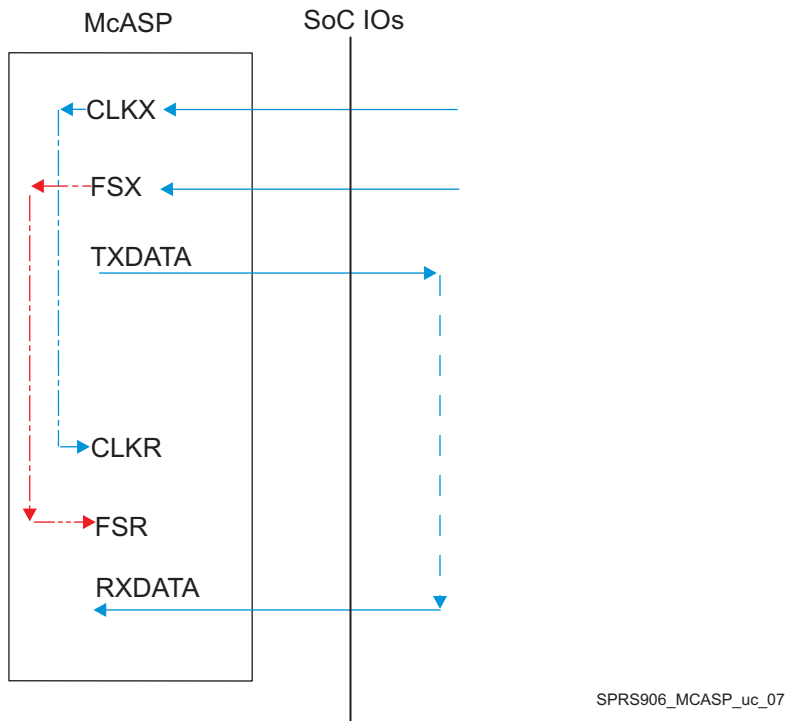 McASP
SoC IOs
CLKX
FSX
TXDATA
CLKR
FSR
RXDATA
SPRS906_MCASP_uc_07